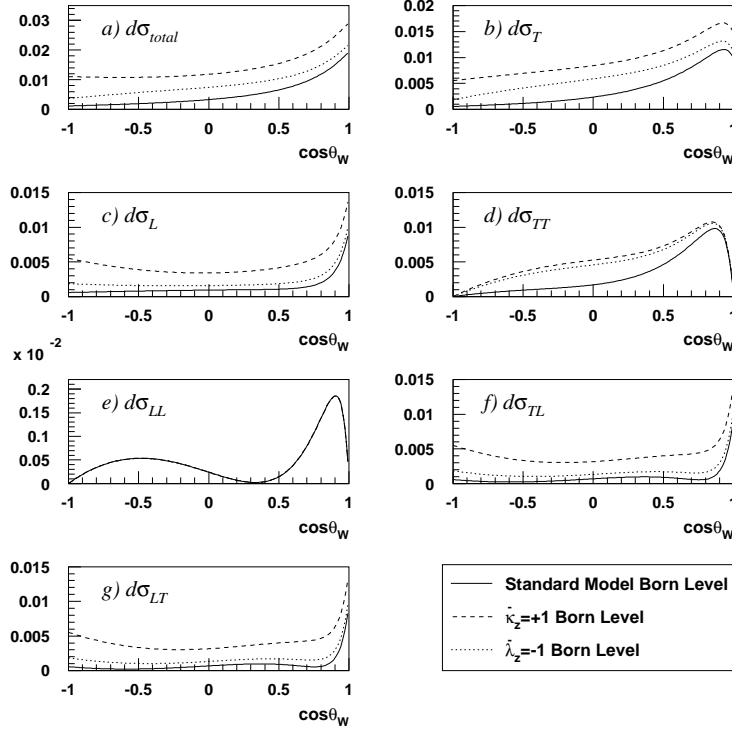 a) dσ_total
0.03
0.02
0.01
0
-1 -0.5 0 0.5 1
cosθ_W
b) dσ_T
0.02
0.015
0.01
0.005
0
-1 -0.5 0 0.5 1
cosθ_W
c) dσ_L
0.015
0.01
0.005
0
-1 -0.5 0 0.5 1
cosθ_W
d) dσ_TT
0.015
0.01
0.005
0
-1 -0.5 0 0.5 1
cosθ_W
x 10^-2
e) dσ_LL
0.2
0.15
0.1
0.05
0
-1 -0.5 0 0.5 1
cosθ_W
f) dσ_TL
0.015
0.01
0.005
0
-1 -0.5 0 0.5 1
cosθ_W
g) dσ_LT
0.015
0.01
0.005
0
-1 -0.5 0 0.5 1
cosθ_W
Standard Model Born Level
κ̃_z=+1 Born Level
λ̃_z=-1 Born Level